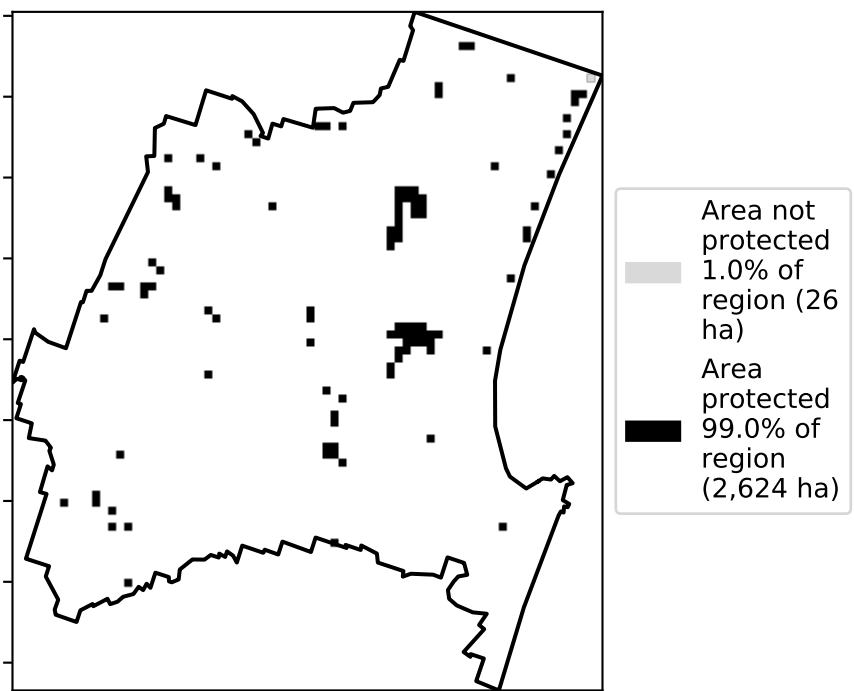 Area not
protected
1.0% of
region (26
ha)
Area
protected
99.0% of
region
(2,624 ha)